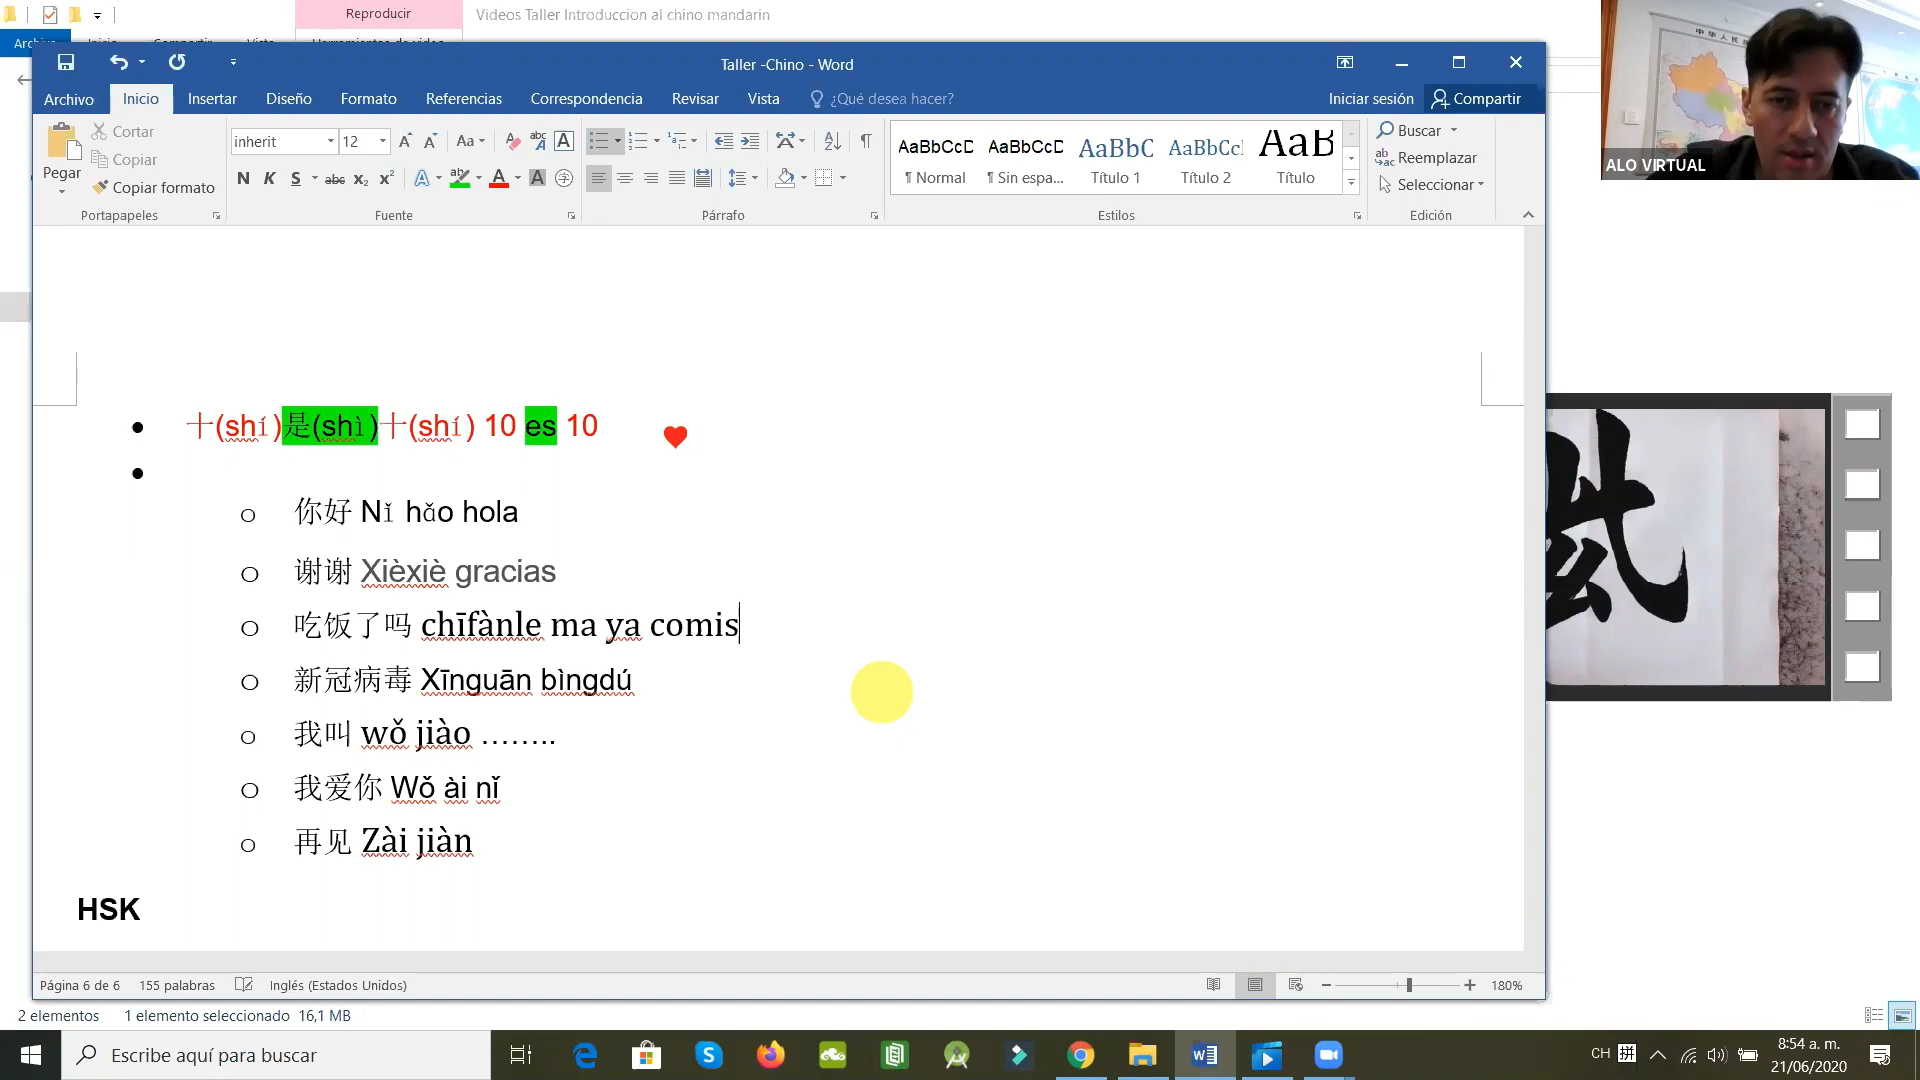 Reproducir Videos Taller Introduccion al chino mandarin
Taller -Chino - Word
Archivo Inicio Insertar Diseño Formato Referencias Correspondencia Revisar Vista ¿Qué desea hacer? Iniciar sesión Compartir
Pegar Cortar Copiar Copiar formato
inherit 12
AaBbCcD AaBbCcD AaBbC AaBbCcI AaB
¶ Normal ¶ Sin espa... Título 1 Título 2 Título
Buscar
Reemplazar
Seleccionar
Portapapeles Fuente Párrafo Estilos Edición
ALO VIRTUAL
十(shí)是(shì)十(shí) 10 es 10
你好 Nǐ hǎo hola
谢谢 Xièxiè gracias
吃饭了吗 chīfànle ma ya comis
新冠病毒 Xīnguān bìngdú
我叫 wǒ jiào ……..
我爱你 Wǒ ài nǐ
再见 Zài jiàn
HSK
Página 6 de 6 155 palabras Inglés (Estados Unidos) 180%
2 elementos 1 elemento seleccionado 16,1 MB
Escribe aquí para buscar
CH 拼 8:54 a. m.
21/06/2020